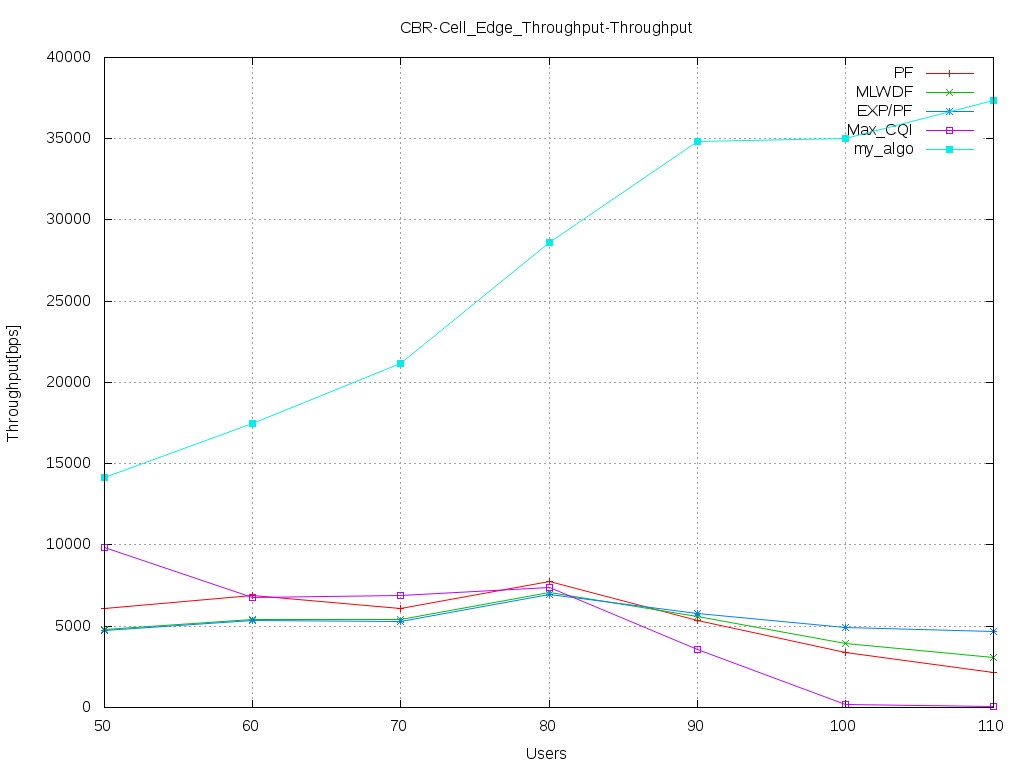 CBR-Cell_Edge_Throughput-Throughput
40000
35000
30000
25000
20000
15000
10000
5000
0
Throughput[bps]
PF
MLWDF
EXP/PF
Max_CQI
my_algo
50 60 70 80 90 100 110
Users